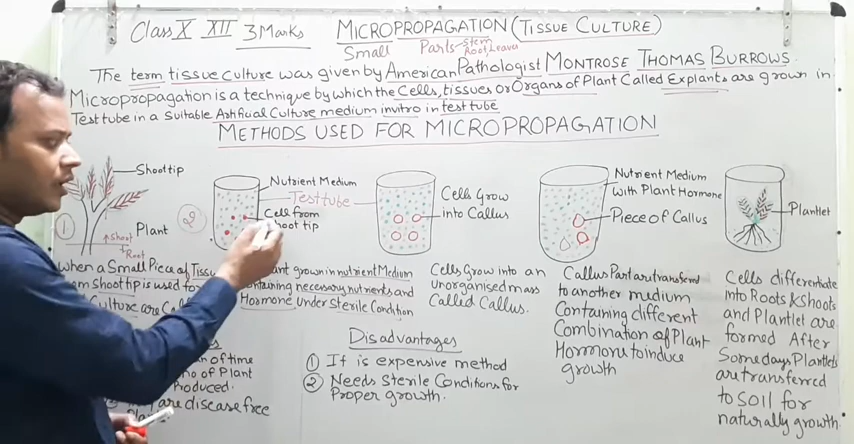 Class X XII 3 Marks
MICROPROPAGATION (TISSUE CULTURE)
Small Parts Stem Root Leaves
The term tissue culture was given by American Pathologist MONTROSE THOMAS BURROWS.
Micropropagation is a technique by which the Cells, tissues or Organs of Plant Called Explants are grown in
Test tube in a suitable Artificial Culture medium invitro in test tube
METHODS USED FOR MICROPROPAGATION
Shoot tip
1
Shoot
Root
Plant
2
Nutrient Medium
Test tube
Cell from
Shoot tip
Cells Grow
into Callus
Nutrient Medium
With Plant Hormone
Piece of Callus
Plantlet
When a Small Piece of Tissu
shoot tip is used for
Culture are
ant grown in nutrient Medium
containing necessary nutrients and
Hormone Under Sterile Condition
Cells Grow into an
unorganised mass
Called Callus.
Callus Part are transferd
to another medium
Containing different
Combination of Plant
Hormone to induce
growth
Cells differentiate
into Roots & Shoots
and Plantlet are
formed After
Some days Plantlets
are transferred
to soil for
naturally growth.
of time
no of Plant
Produced.
are disease free
Disadvantages
1 It is expensive method
2 Needs Sterile Conditions for
Proper growth.